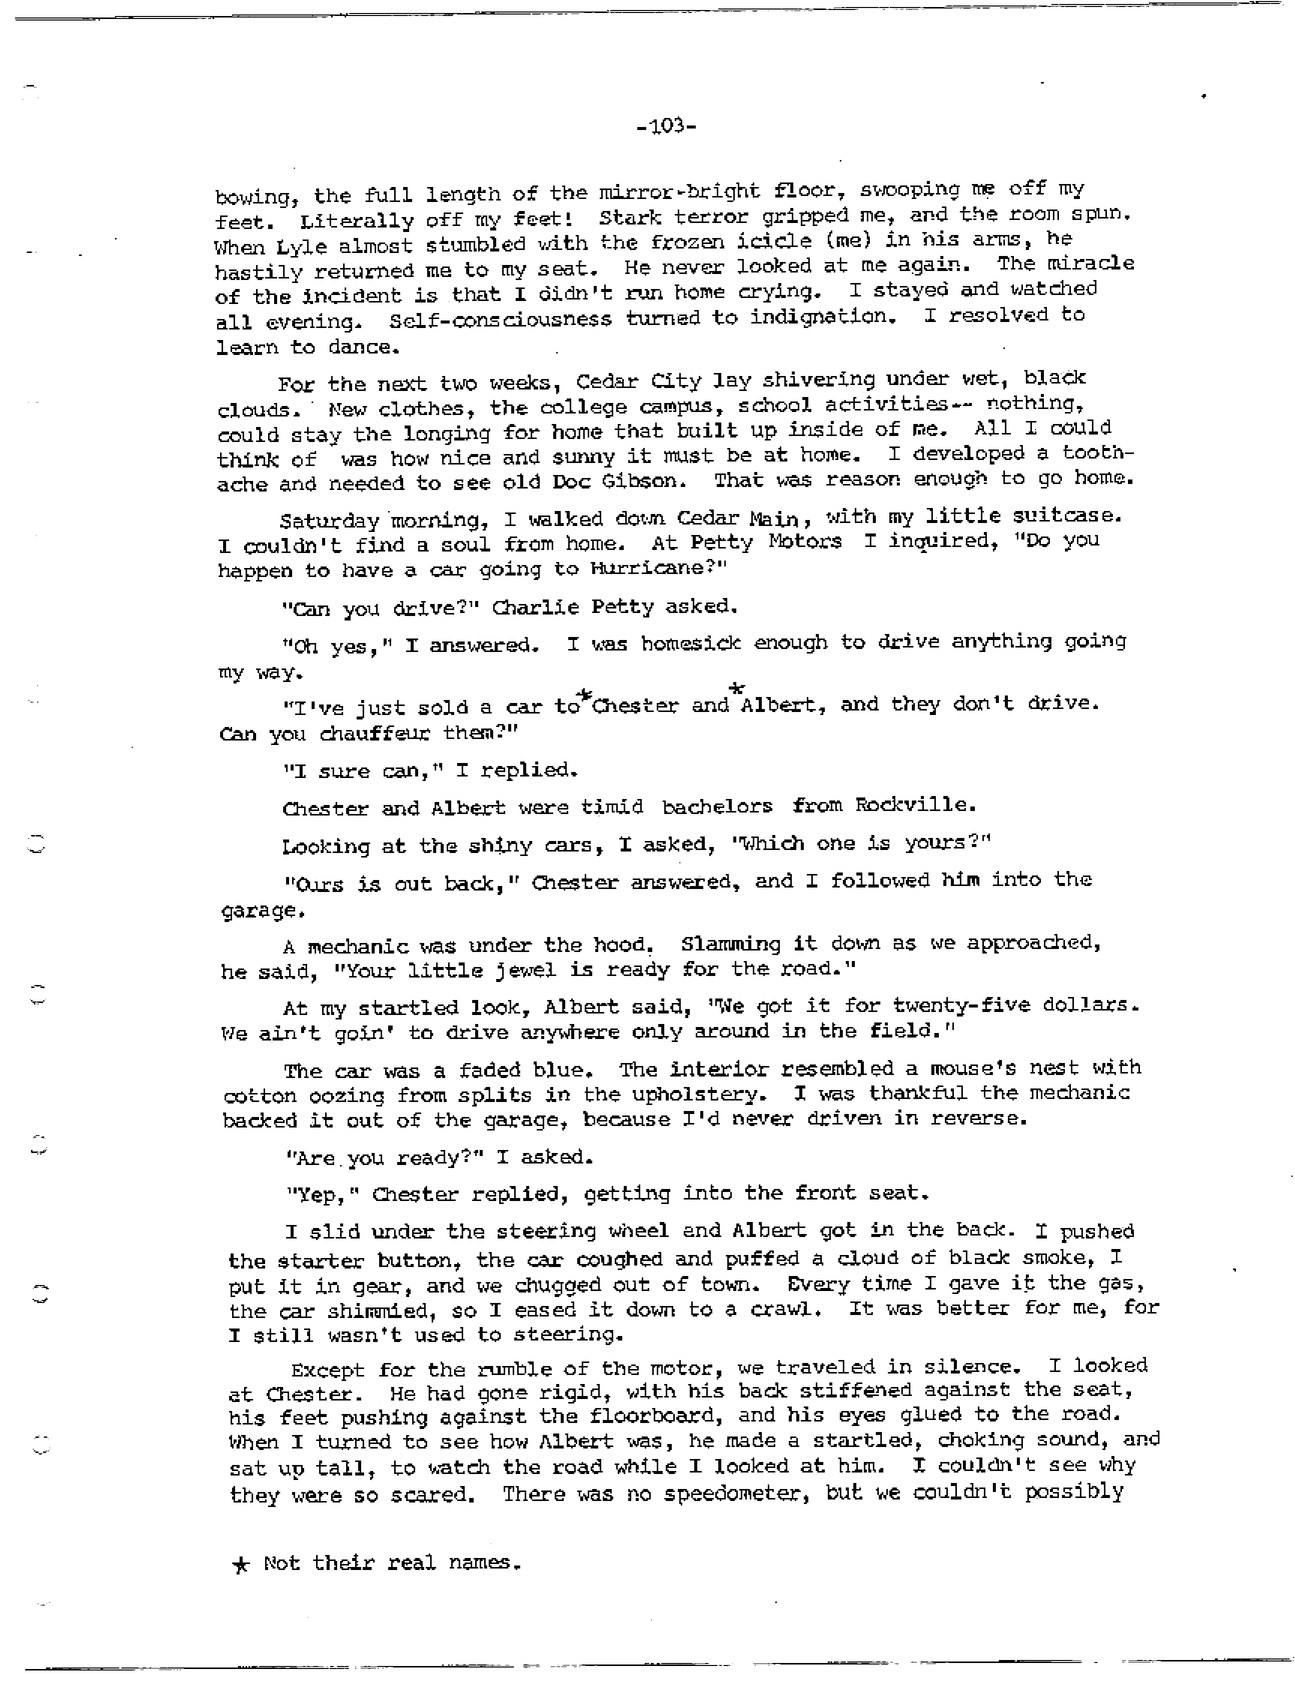 -103-
bowing, the full length of the mirror-bright floor, swooping me off my
feet. Literally off my feet! Stark terror gripped me, and the room spun.
When Lyle almost stumbled with the frozen icicle (me) in his arms, he
hastily returned me to my seat. He never looked at me again. The miracle
of the incident is that I didn't run home crying. I stayed and watched
all evening. Self-consciousness turned to indignation. I resolved to
learn to dance.
For the next two weeks, Cedar City lay shivering under wet, black
clouds. New clothes, the college campus, school activities-- nothing,
could stay the longing for home that built up inside of me. All I could
think of was how nice and sunny it must be at home. I developed a tooth-
ache and needed to see old Doc Gibson. That was reason enough to go home.
Saturday morning, I walked down Cedar Main, with my little suitcase.
I couldn't find a soul from home. At Petty Motors I inquired, "Do you
happen to have a car going to Hurricane?"
"Can you drive?" Charlie Petty asked.
"Oh yes," I answered. I was homesick enough to drive anything going
my way.
"I've just sold a car to *Chester and *Albert, and they don't drive.
Can you chauffeur them?"
"I sure can," I replied.
Chester and Albert were timid bachelors from Rockville.
Looking at the shiny cars, I asked, "Which one is yours?"
"Ours is out back," Chester answered, and I followed him into the
garage.
A mechanic was under the hood. Slamming it down as we approached,
he said, "Your little jewel is ready for the road."
At my startled look, Albert said, "We got it for twenty-five dollars.
We ain't goin' to drive anywhere only around in the field."
The car was a faded blue. The interior resembled a mouse's nest with
cotton oozing from splits in the upholstery. I was thankful the mechanic
backed it out of the garage, because I'd never driven in reverse.
"Are you ready?" I asked.
"Yep," Chester replied, getting into the front seat.
I slid under the steering wheel and Albert got in the back. I pushed
the starter button, the car coughed and puffed a cloud of black smoke, I
put it in gear, and we chugged out of town. Every time I gave it the gas,
the car shimmied, so I eased it down to a crawl. It was better for me, for
I still wasn't used to steering.
Except for the rumble of the motor, we traveled in silence. I looked
at Chester. He had gone rigid, with his back stiffened against the seat,
his feet pushing against the floorboard, and his eyes glued to the road.
When I turned to see how Albert was, he made a startled, choking sound, and
sat up tall, to watch the road while I looked at him. I couldn't see why
they were so scared. There was no speedometer, but we couldn't possibly
* Not their real names.